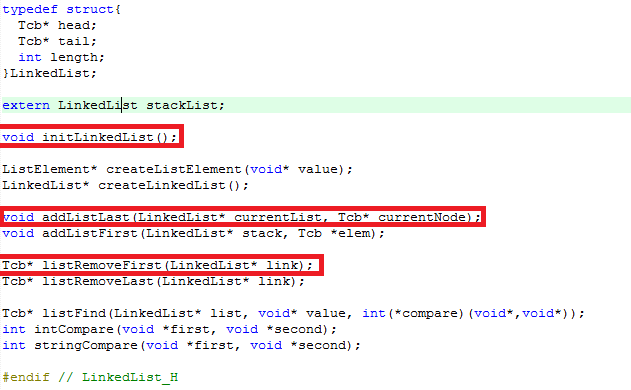 typedef struct{
  Tcb* head;
  Tcb* tail;
  int length;
}LinkedList;
extern LinkedList stackList;
void initLinkedList();
ListElement* createListElement(void* value);
LinkedList* createLinkedList();
void addListLast(LinkedList* currentList, Tcb* currentNode);
void addListFirst(LinkedList* stack, Tcb *elem);
Tcb* listRemoveFirst(LinkedList* link);
Tcb* listRemoveLast(LinkedList* link);
Tcb* listFind(LinkedList* list, void* value, int(*compare)(void*,void*));
int intCompare(void *first, void *second);
int stringCompare(void *first, void *second);
#endif // LinkedList_H